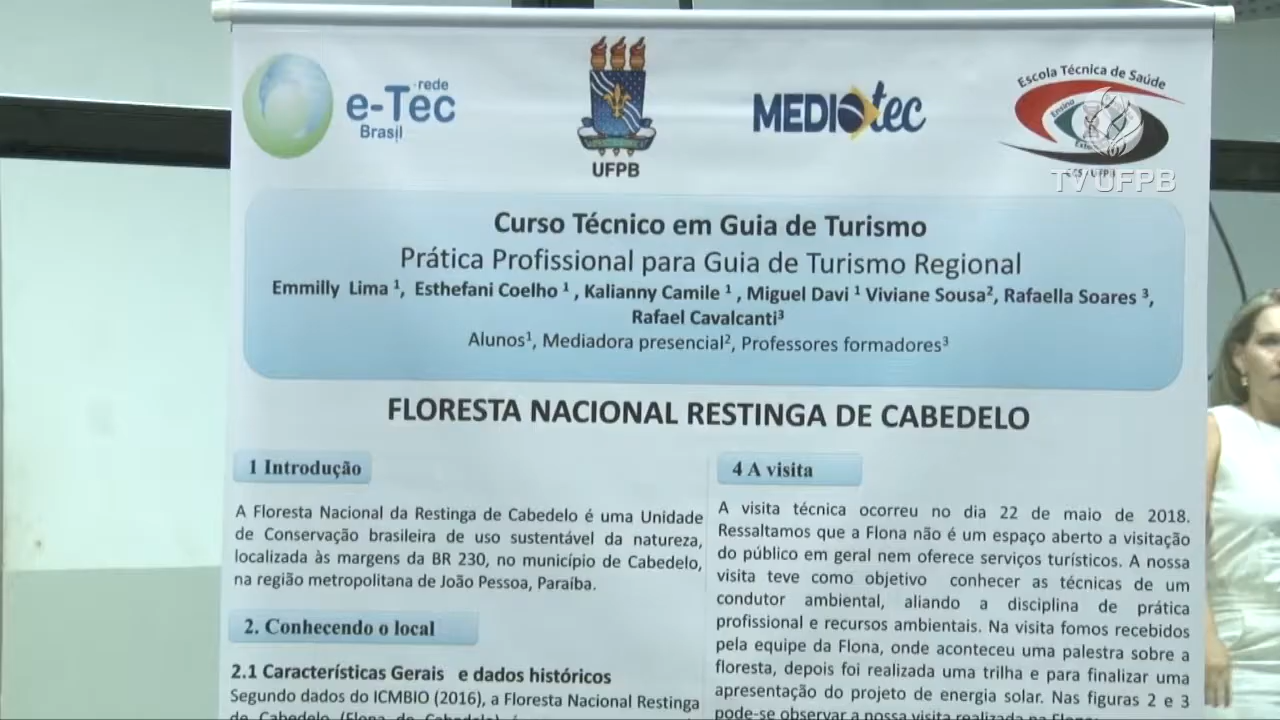 rede
e-Tec
Brasil
UFPB
MEDIOtec
Escola Técnica de Saúde
Ensino
TV UFPB
Curso Técnico em Guia de Turismo
Prática Profissional para Guia de Turismo Regional
Emmilly Lima ¹, Esthefani Coelho ¹ , Kalianny Camile ¹ , Miguel Davi ¹ Viviane Sousa², Rafaella Soares ³,
Rafael Cavalcanti³
Alunos¹, Mediadora presencial², Professores formadores³
FLORESTA NACIONAL RESTINGA DE CABEDELO
1 Introdução
A Floresta Nacional da Restinga de Cabedelo é uma Unidade
de Conservação brasileira de uso sustentável da natureza,
localizada às margens da BR 230, no município de Cabedelo,
na região metropolitana de João Pessoa, Paraíba.
2. Conhecendo o local
2.1 Características Gerais e dados históricos
Segundo dados do ICMBIO (2016), a Floresta Nacional Restinga
de Cabedelo (Flona de Cabedelo)
4 A visita
A visita técnica ocorreu no dia 22 de maio de 2018.
Ressaltamos que a Flona não é um espaço aberto a visitação
do público em geral nem oferece serviços turísticos. A nossa
visita teve como objetivo conhecer as técnicas de um
condutor ambiental, aliando a disciplina de prática
profissional e recursos ambientais. Na visita fomos recebidos
pela equipe da Flona, onde aconteceu uma palestra sobre a
floresta, depois foi realizada uma trilha e para finalizar uma
apresentação do projeto de energia solar. Nas figuras 2 e 3
pode-se observar a nossa visita realizada na Flona